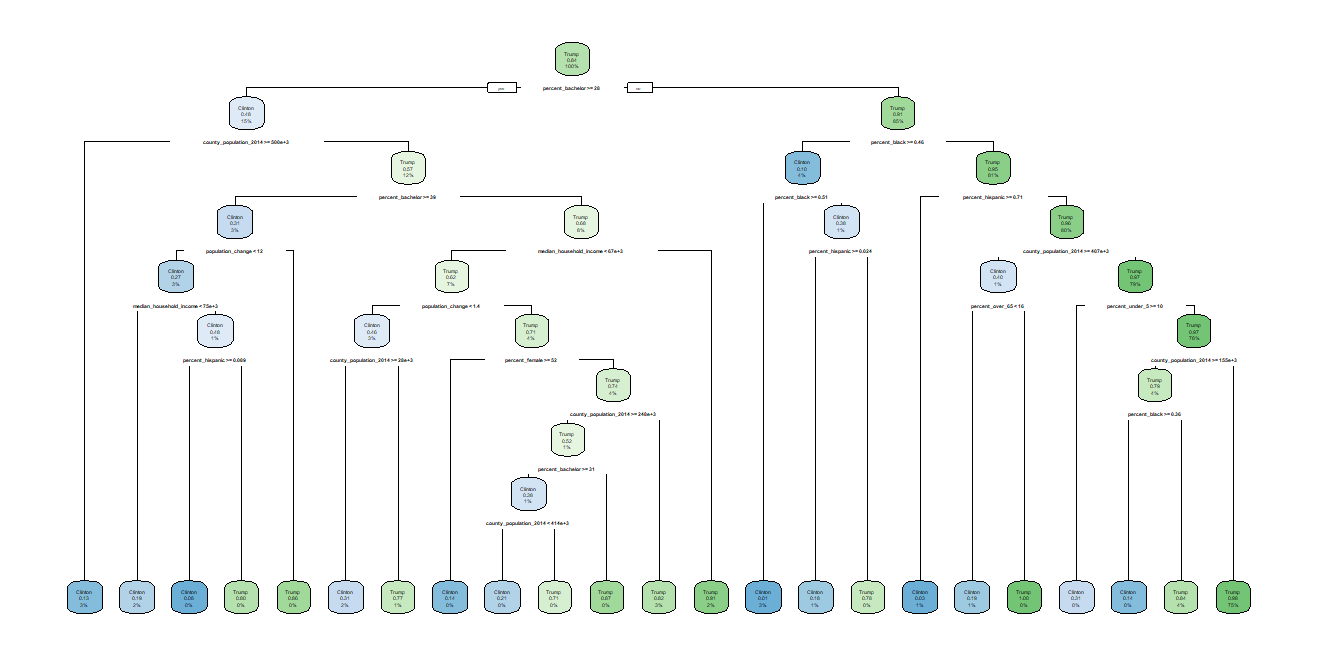 Trump
0.84
100%
yes
percent_bachelor >= 28
no
Clinton
0.48
15%
Trump
0.91
85%
county_population_2014 >= 500e+3
percent_black >= 0.46
Trump
0.57
12%
Clinton
0.10
4%
Trump
0.95
81%
percent_bachelor >= 39
percent_black >= 0.51
percent_hispanic >= 0.71
Clinton
0.31
3%
Trump
0.68
8%
Clinton
0.38
1%
Trump
0.96
80%
population_change < 12
median_household_income < 67e+3
percent_hispanic >= 0.024
county_population_2014 >= 407e+3
Clinton
0.27
3%
Trump
0.62
7%
Clinton
0.40
1%
Trump
0.97
79%
median_household_income < 75e+3
population_change < 1.4
percent_over_65 < 16
percent_under_5 >= 10
Clinton
0.48
1%
Clinton
0.46
3%
Trump
0.71
4%
Trump
0.97
78%
percent_hispanic >= 0.089
county_population_2014 >= 28e+3
percent_female >= 52
county_population_2014 >= 155e+3
Trump
0.74
4%
Trump
0.79
4%
county_population_2014 >= 248e+3
percent_black >= 0.36
Trump
0.52
1%
percent_bachelor >= 31
Clinton
0.38
1%
county_population_2014 < 414e+3
Clinton
0.13
3%
Clinton
0.19
2%
Clinton
0.08
0%
Trump
0.80
0%
Trump
0.86
0%
Clinton
0.31
2%
Trump
0.77
1%
Clinton
0.14
0%
Clinton
0.21
0%
Trump
0.71
0%
Trump
0.87
0%
Trump
0.82
3%
Trump
0.91
2%
Clinton
0.01
3%
Clinton
0.18
1%
Trump
0.78
0%
Clinton
0.03
1%
Clinton
0.19
1%
Trump
1.00
0%
Clinton
0.31
0%
Clinton
0.14
0%
Trump
0.84
4%
Trump
0.98
75%